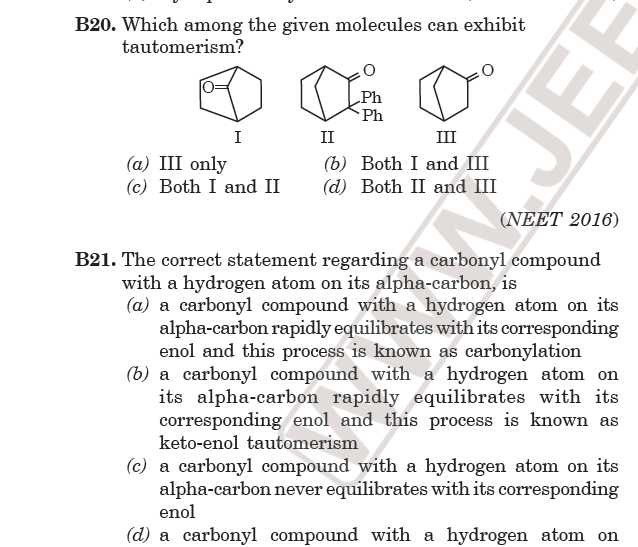 B20. Which among the given molecules can exhibit
tautomerism?
O O O
Ph
Ph
I II III
(a) III only (b) Both I and III
(c) Both I and II (d) Both II and III
(NEET 2016)
B21. The correct statement regarding a carbonyl compound
with a hydrogen atom on its alpha-carbon, is
(a) a carbonyl compound with a hydrogen atom on its
alpha-carbon rapidly equilibrates with its corresponding
enol and this process is known as carbonylation
(b) a carbonyl compound with a hydrogen atom on
its alpha-carbon rapidly equilibrates with its
corresponding enol and this process is known as
keto-enol tautomerism
(c) a carbonyl compound with a hydrogen atom on its
alpha-carbon never equilibrates with its corresponding
enol
(d) a carbonyl compound with a hydrogen atom on
WWW.JEE